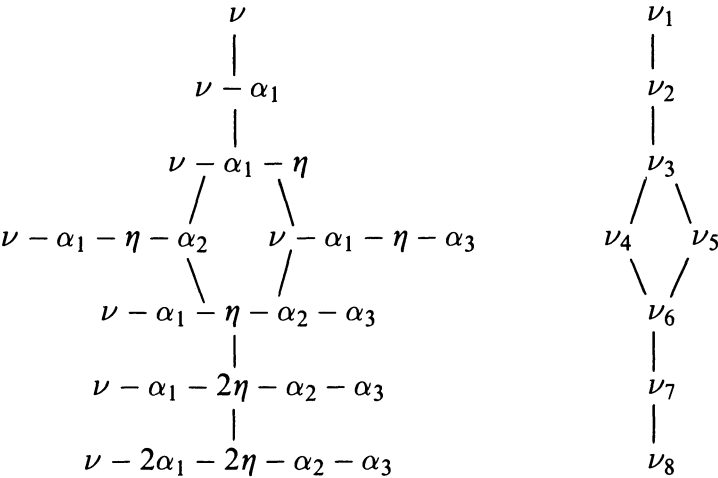 ν ν₁
ν − α₁ ν₂
ν − α₁ − η ν₃
ν − α₁ − η − α₂ ν − α₁ − η − α₃ ν₄ ν₅
ν − α₁ − η − α₂ − α₃ ν₆
ν − α₁ − 2η − α₂ − α₃ ν₇
ν − 2α₁ − 2η − α₂ − α₃ ν₈